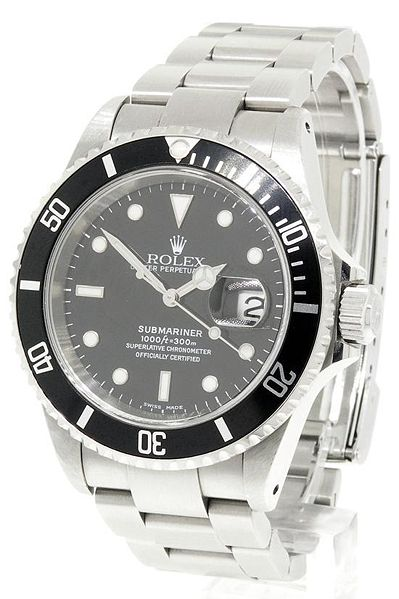 ROLEX
OYSTER PERPETUAL
2
SUBMARINER
1000ft=300m
SUPERLATIVE CHRONOMETER
OFFICIALLY CERTIFIED
SWISS MADE
10
20
30
40
50